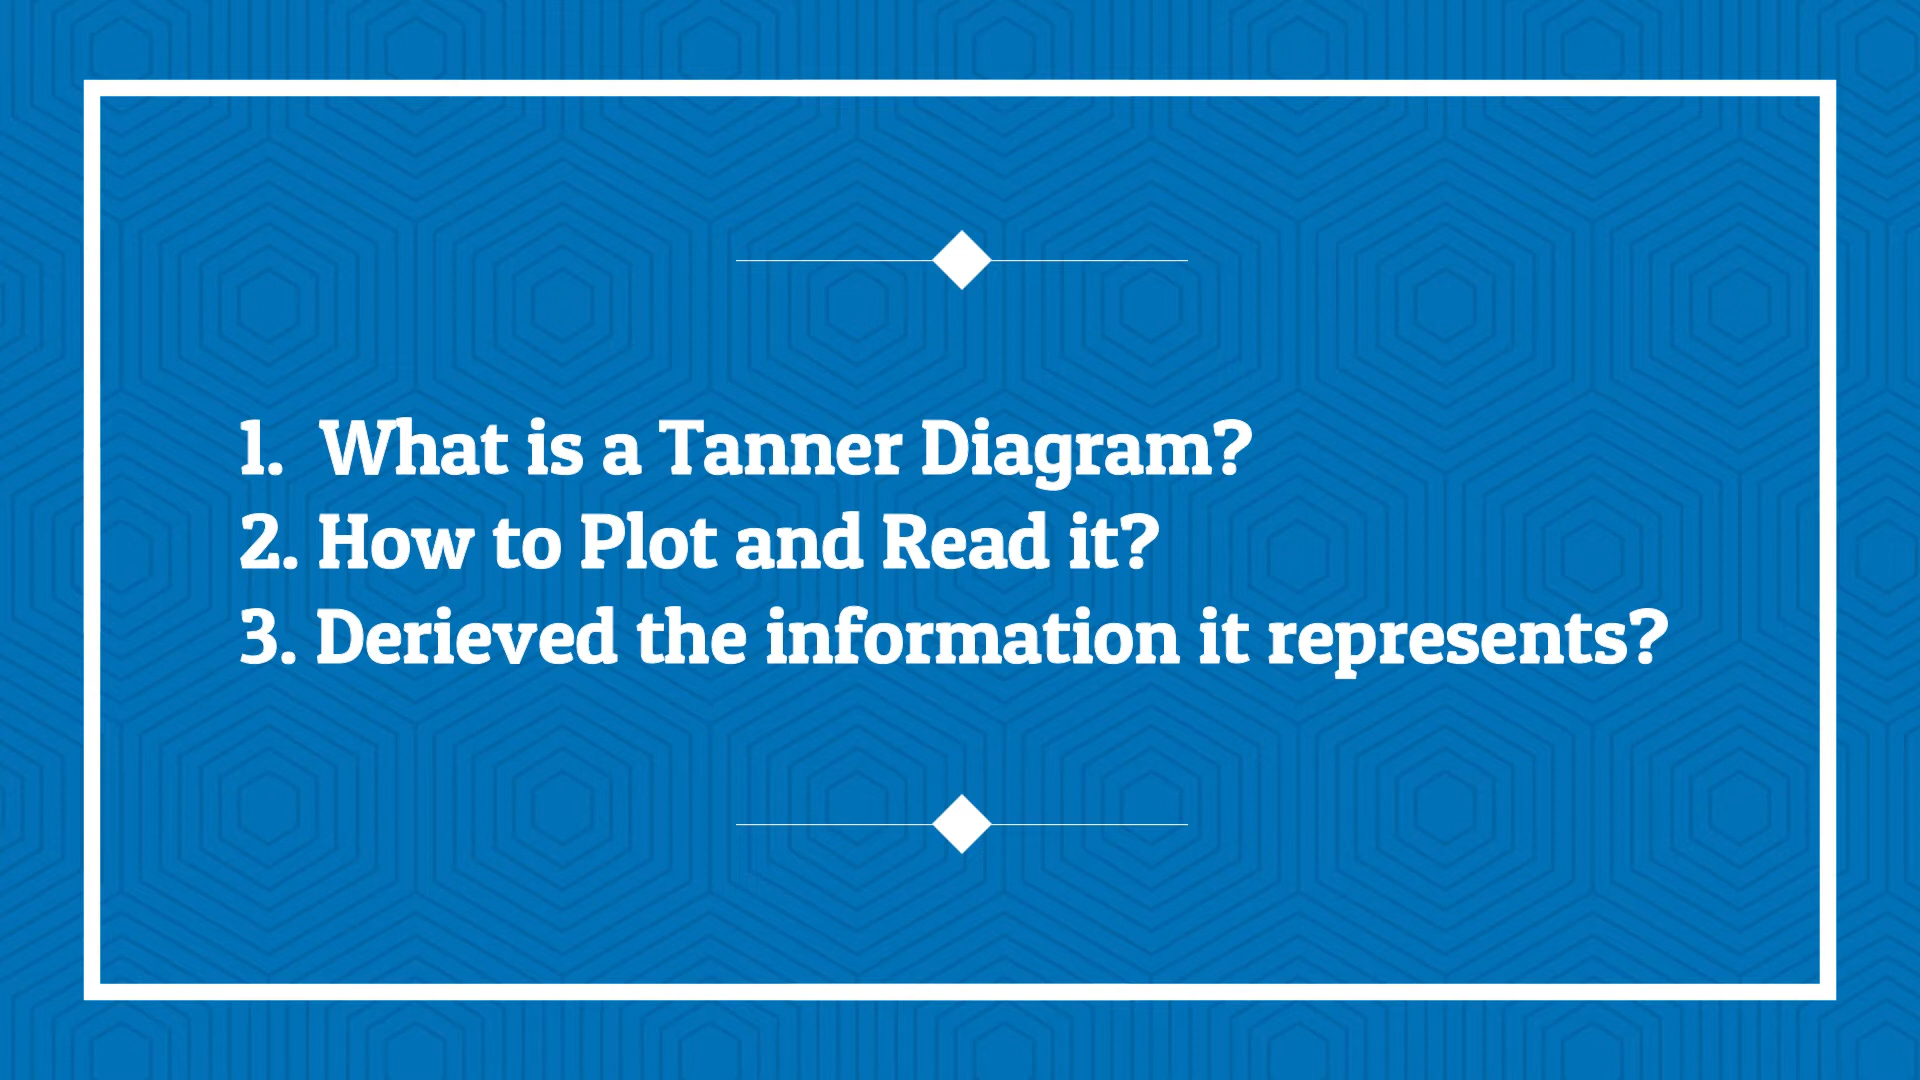 1. What is a Tanner Diagram?
2. How to Plot and Read it?
3. Derieved the information it represents?